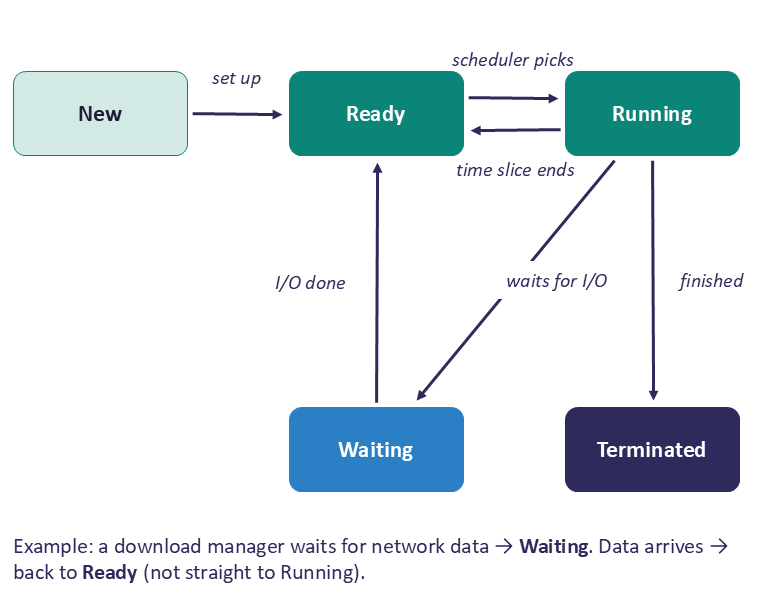 scheduler picks
set up
New
Ready
Running
time slice ends
I/O done
waits for I/O
finished
Waiting
Terminated
Example: a download manager waits for network data → Waiting. Data arrives →
back to Ready (not straight to Running).